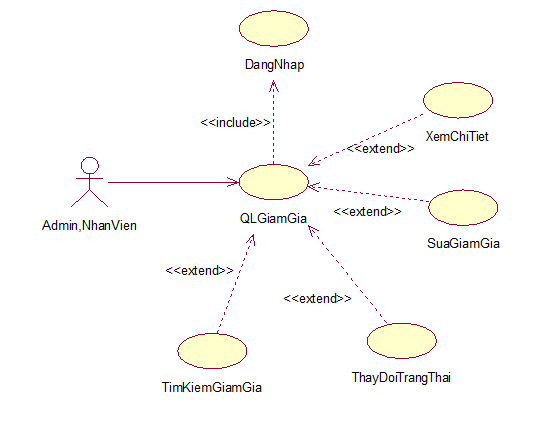 DangNhap
<<include>>
XemChiTiet
<<extend>>
Admin,NhanVien
QLGiamGia
<<extend>>
SuaGiamGia
<<extend>>
<<extend>>
TimKiemGiamGia
ThayDoiTrangThai